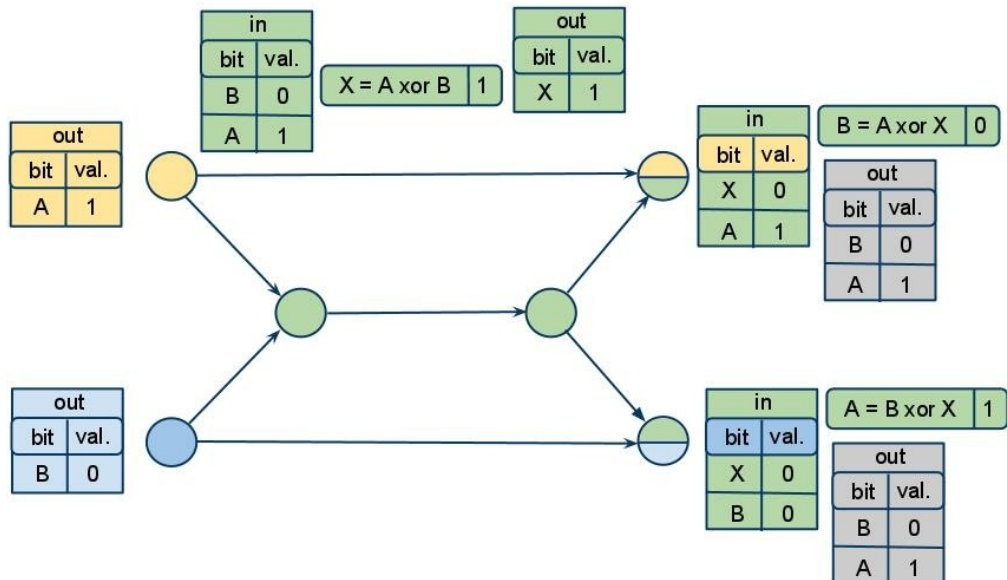 in
bit val.
B 0
A 1
X = A xor B 1
out
bit val.
X 1
out
bit val.
A 1
in
bit val.
X 0
A 1
B = A xor X 0
out
bit val.
B 0
A 1
out
bit val.
B 0
in
bit val.
X 0
B 0
A = B xor X 1
out
bit val.
B 0
A 1